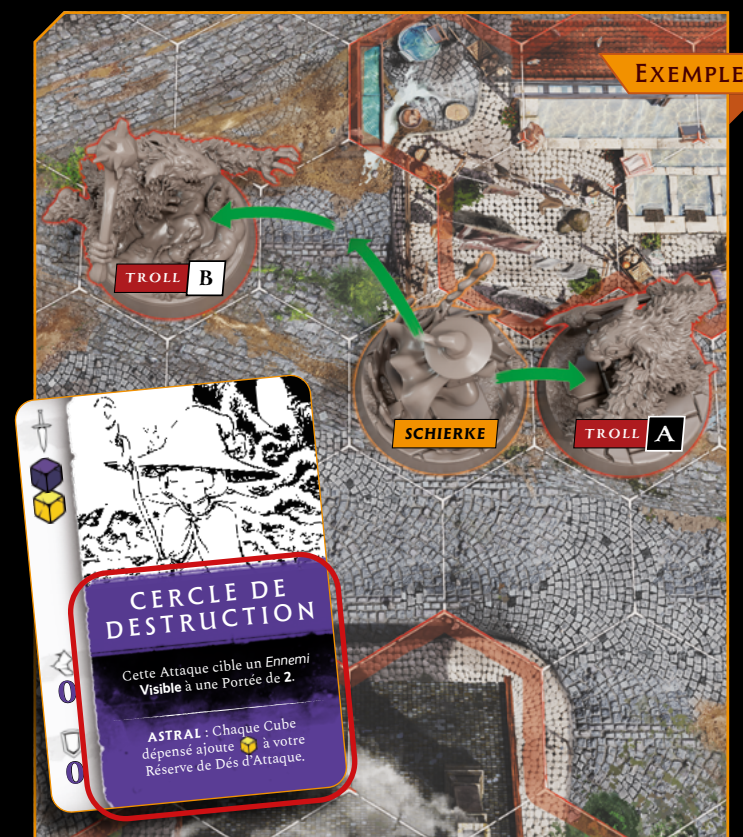 EXEMPLE
TROLL B
SCHIERKE
TROLL A
CERCLE DE
DESTRUCTION
Cette Attaque cible un Ennemi
Visible à une Portée de 2.
ASTRAL : Chaque Cube
dépensé ajoute à votre
Réserve de Dés d'Attaque.
0
0